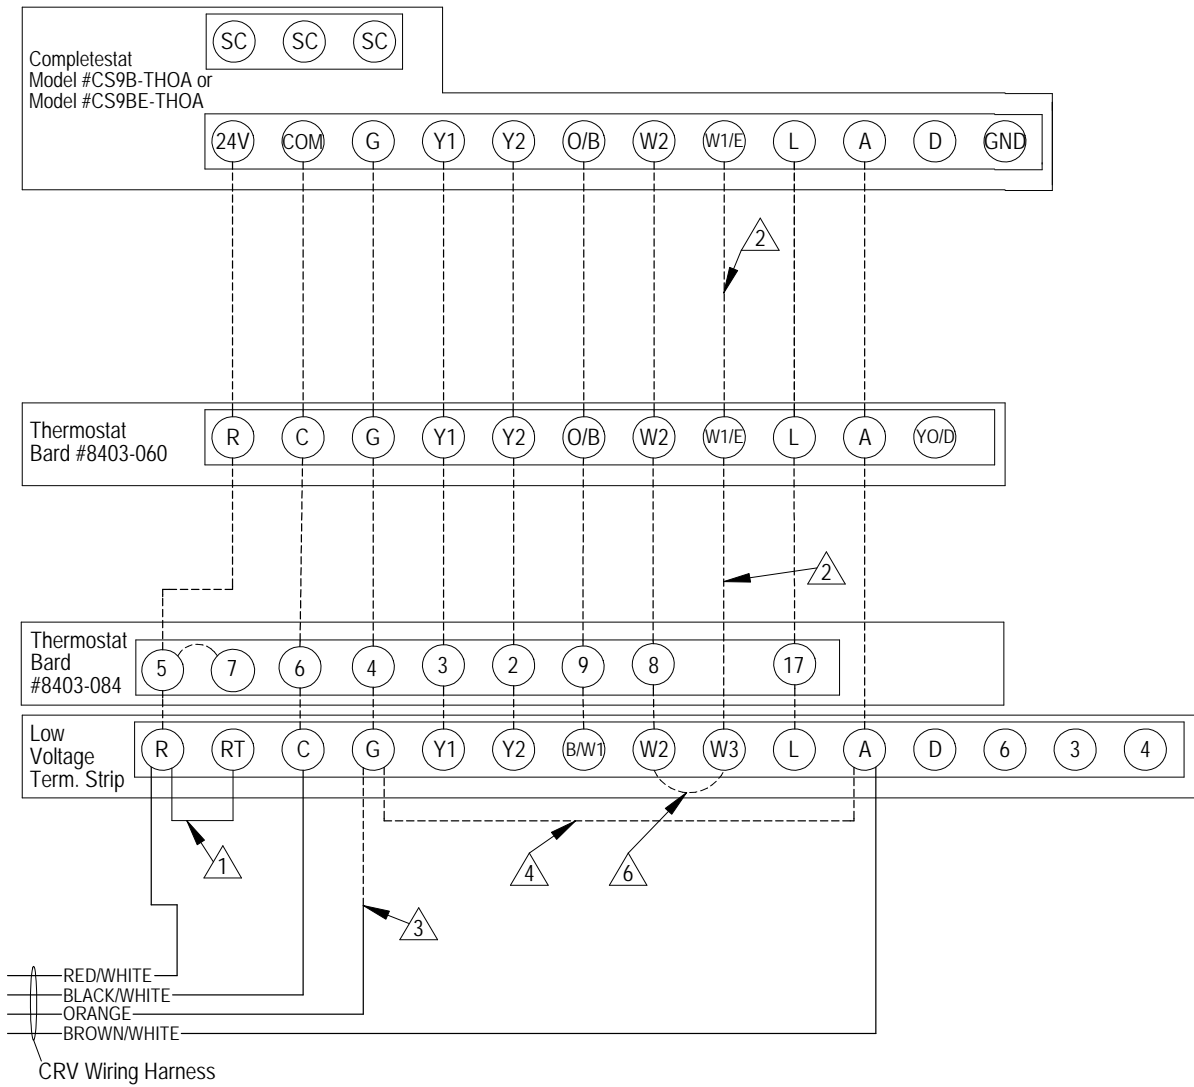 SC SC SC
Completestat
Model #CS9B-THOA or
Model #CS9BE-THOA
24V COM G Y1 Y2 O/B W2 W1/E L A D GND
2
Thermostat
Bard #8403-060
R C G Y1 Y2 O/B W2 W1/E L A YO/D
2
Thermostat
Bard
#8403-084
5 7 6 4 3 2 9 8 17
Low
Voltage
Term. Strip
R RT C G Y1 Y2 B/W1 W2 W3 L A D 6 3 4
1 4 6
3
RED/WHITE
BLACK/WHITE
ORANGE
BROWN/WHITE
CRV Wiring Harness